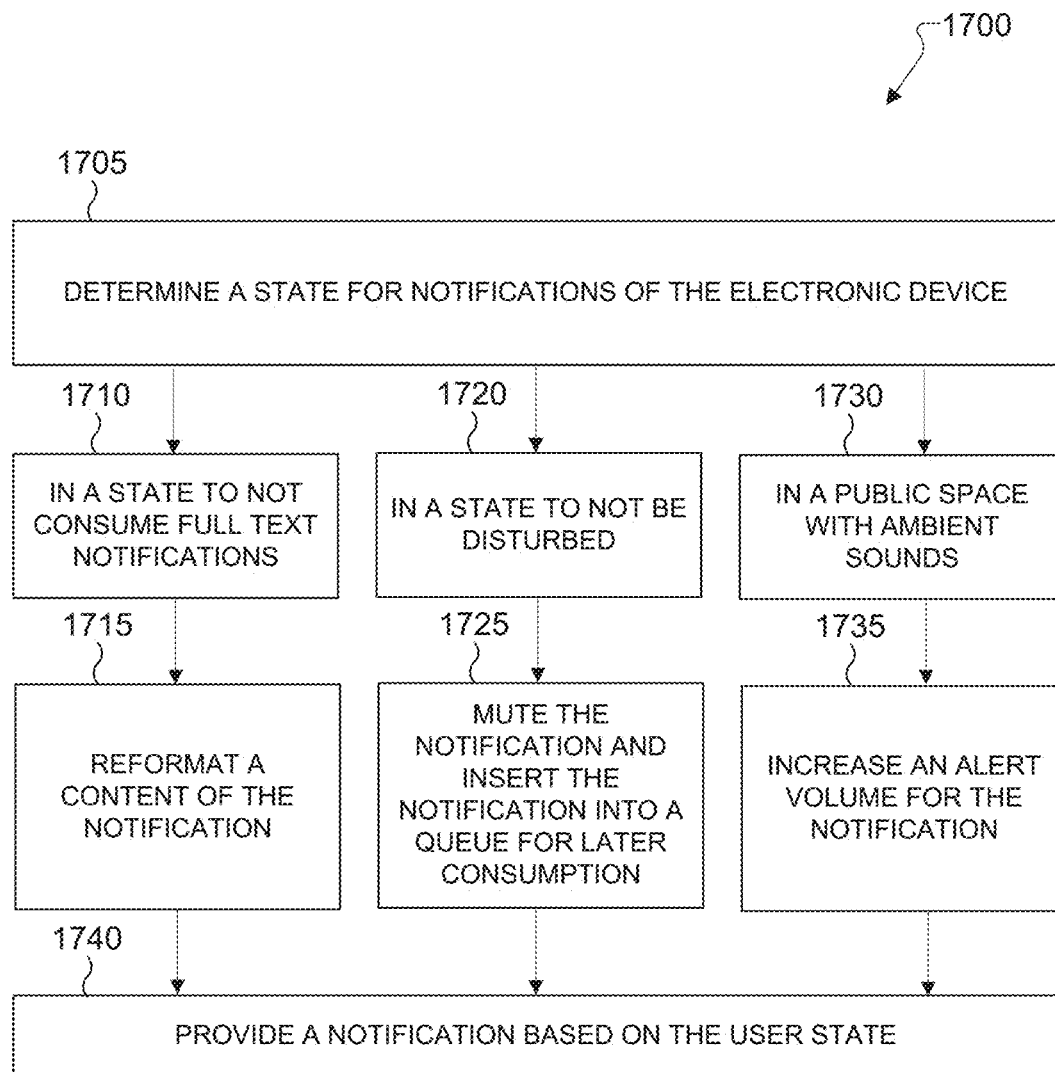 1700
1705
DETERMINE A STATE FOR NOTIFICATIONS OF THE ELECTRONIC DEVICE
1710
IN A STATE TO NOT
CONSUME FULL TEXT
NOTIFICATIONS
1720
IN A STATE TO NOT BE
DISTURBED
1730
IN A PUBLIC SPACE
WITH AMBIENT
SOUNDS
1715
REFORMAT A
CONTENT OF THE
NOTIFICATION
1725
MUTE THE
NOTIFICATION AND
INSERT THE
NOTIFICATION INTO A
QUEUE FOR LATER
CONSUMPTION
1735
INCREASE AN ALERT
VOLUME FOR THE
NOTIFICATION
1740
PROVIDE A NOTIFICATION BASED ON THE USER STATE